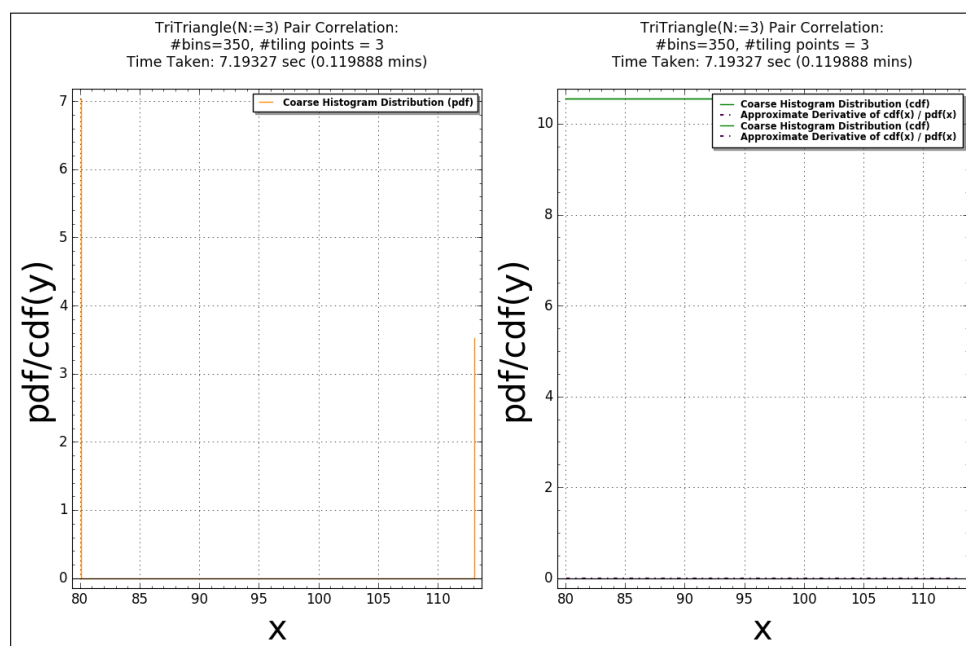 TriTriangle(N:=3) Pair Correlation:
#bins=350, #tiling points = 3
Time Taken: 7.19327 sec (0.119888 mins)
Coarse Histogram Distribution (pdf)
7
6
5
4
3
2
1
0
pdf/cdf(y)
80 85 90 95 100 105 110
x
TriTriangle(N:=3) Pair Correlation:
#bins=350, #tiling points = 3
Time Taken: 7.19327 sec (0.119888 mins)
Coarse Histogram Distribution (cdf)
Approximate Derivative of cdf(x) / pdf(x)
Coarse Histogram Distribution (cdf)
Approximate Derivative of cdf(x) / pdf(x)
10
8
6
4
2
0
pdf/cdf(y)
80 85 90 95 100 105 110
x